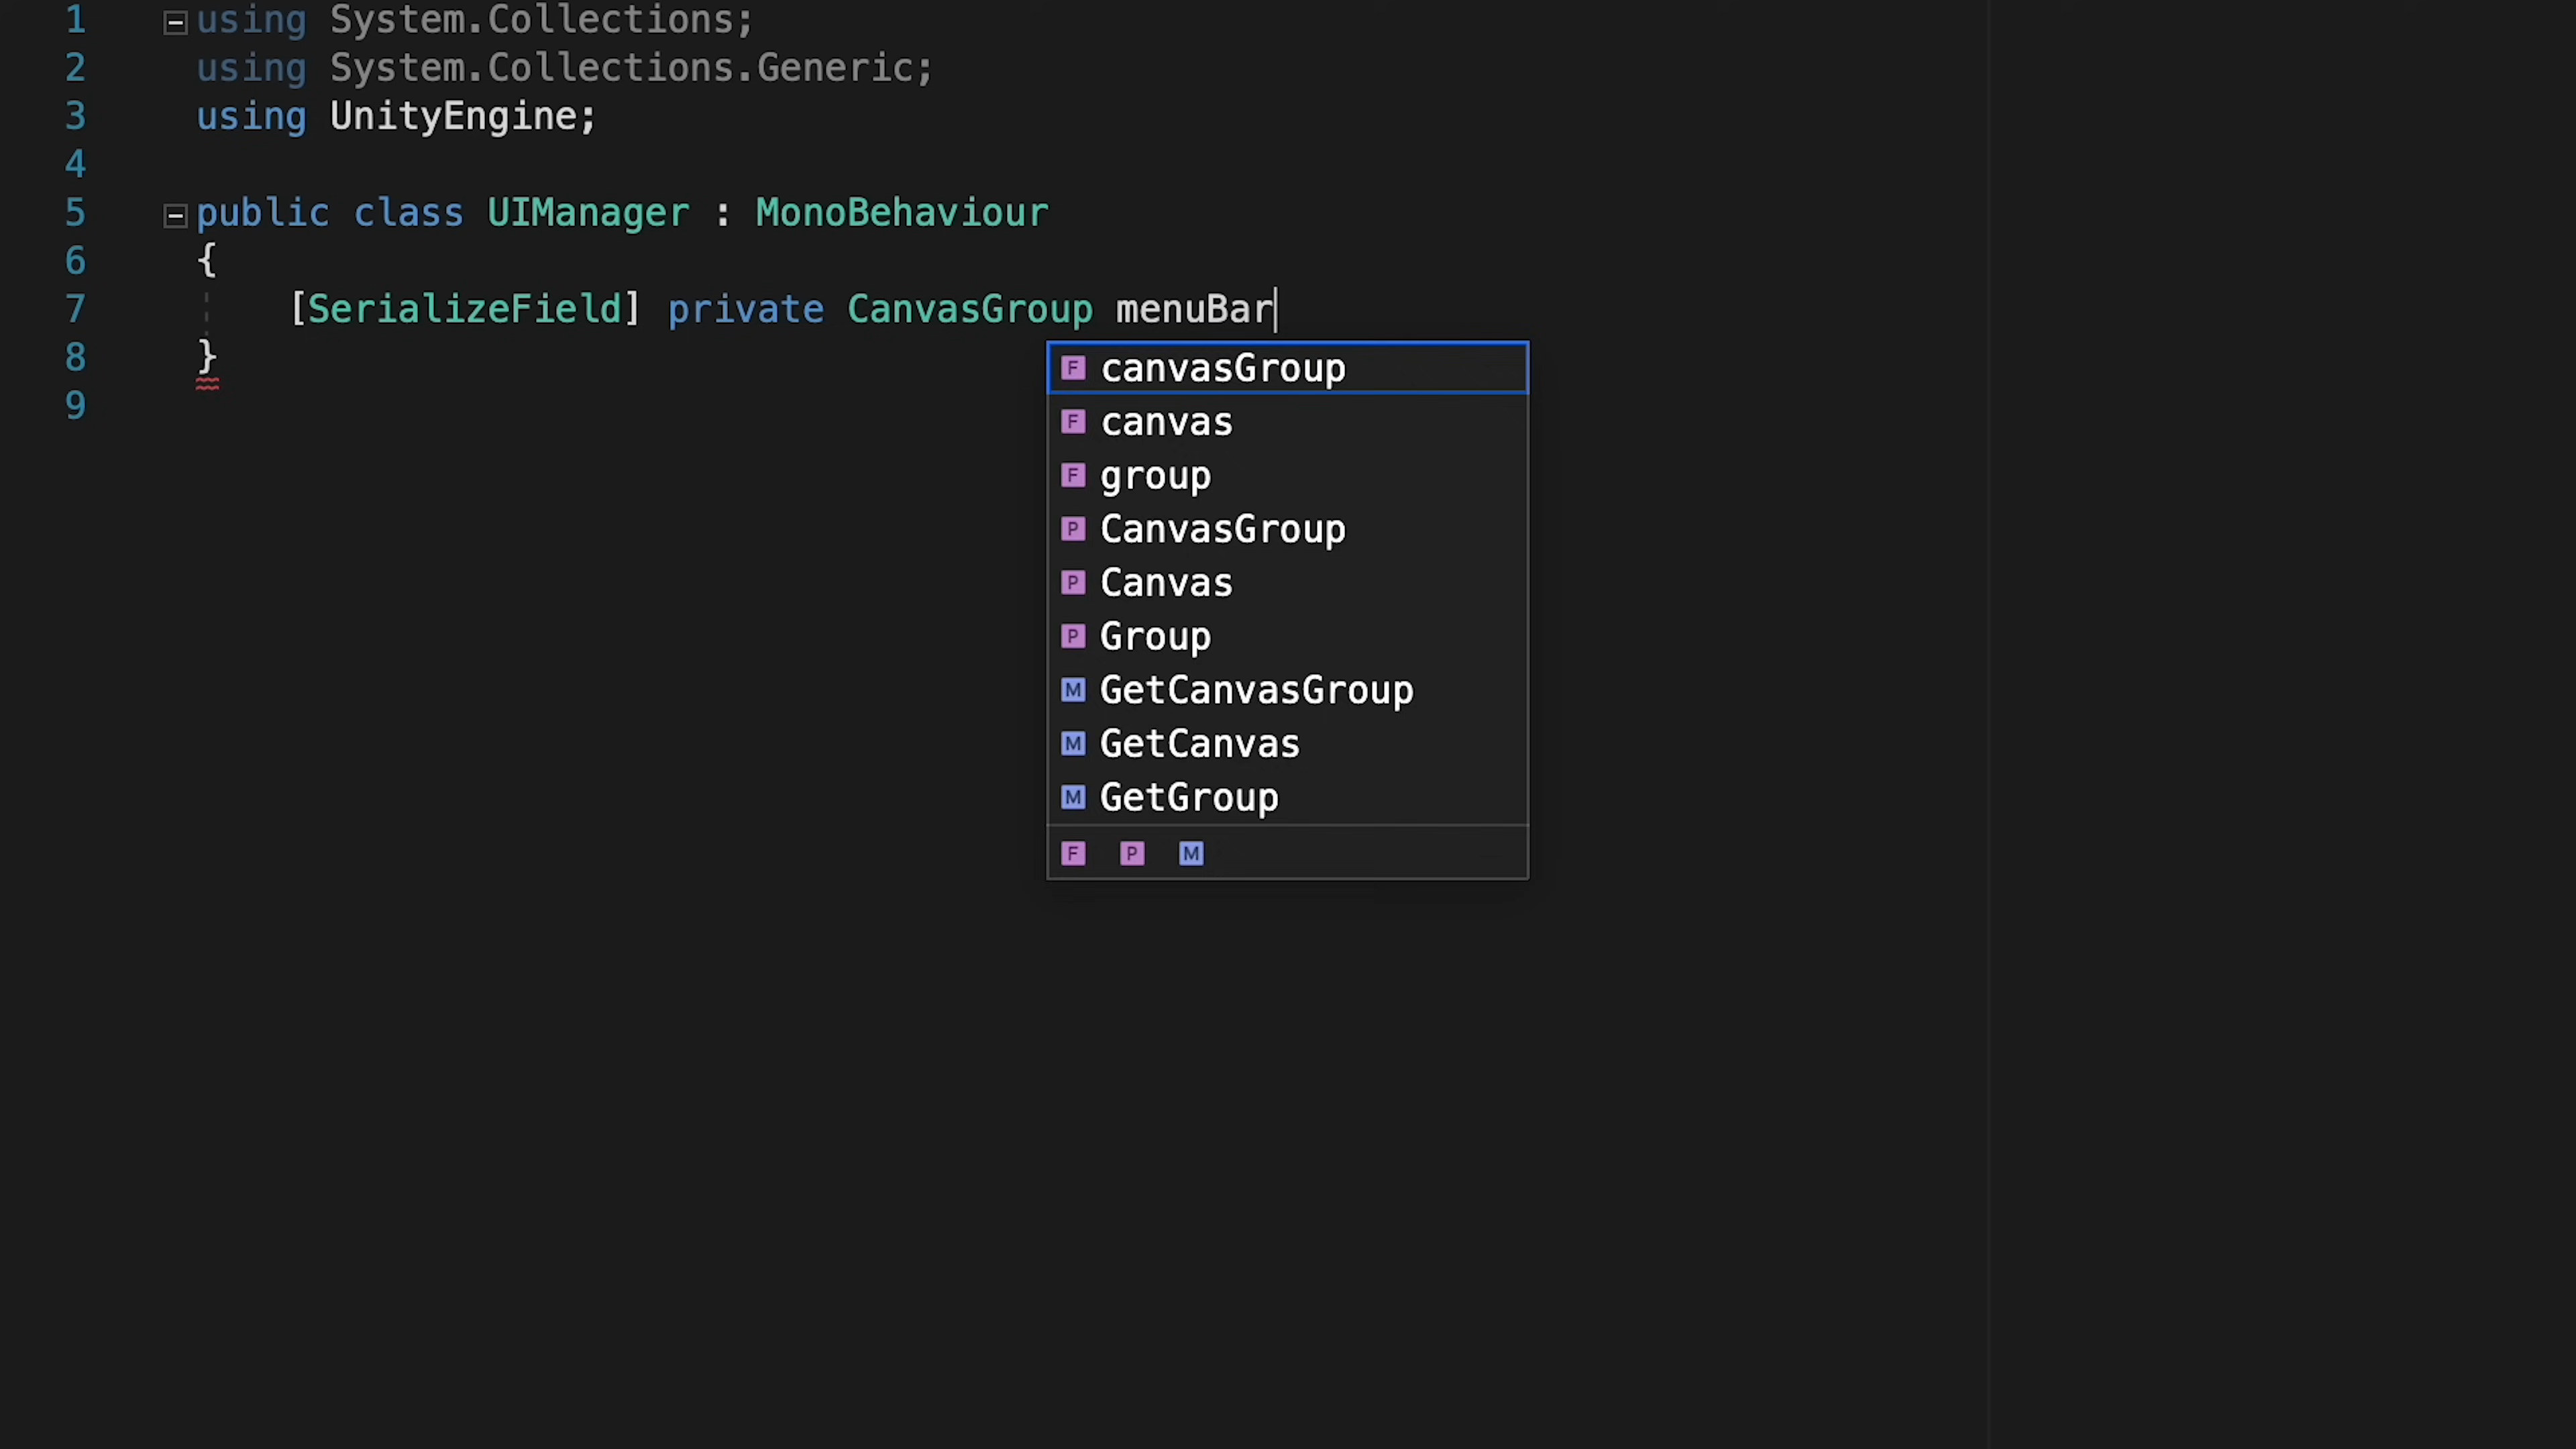 1 using System.Collections;
2 using System.Collections.Generic;
3 using UnityEngine;
4
5 public class UIManager : MonoBehaviour
6 {
7 [SerializeField] private CanvasGroup menuBar
8 }
9
F canvasGroup
F canvas
F group
P CanvasGroup
P Canvas
P Group
M GetCanvasGroup
M GetCanvas
M GetGroup
F P M